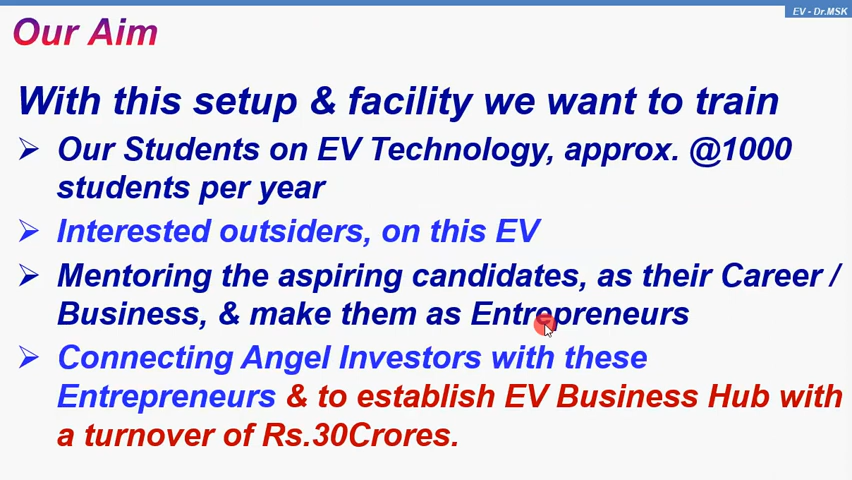 EV - Dr.MSK
Our Aim
With this setup & facility we want to train
Our Students on EV Technology, approx. @1000
students per year
Interested outsiders, on this EV
Mentoring the aspiring candidates, as their Career /
Business, & make them as Entrepreneurs
Connecting Angel Investors with these
Entrepreneurs & to establish EV Business Hub with
a turnover of Rs.30Crores.